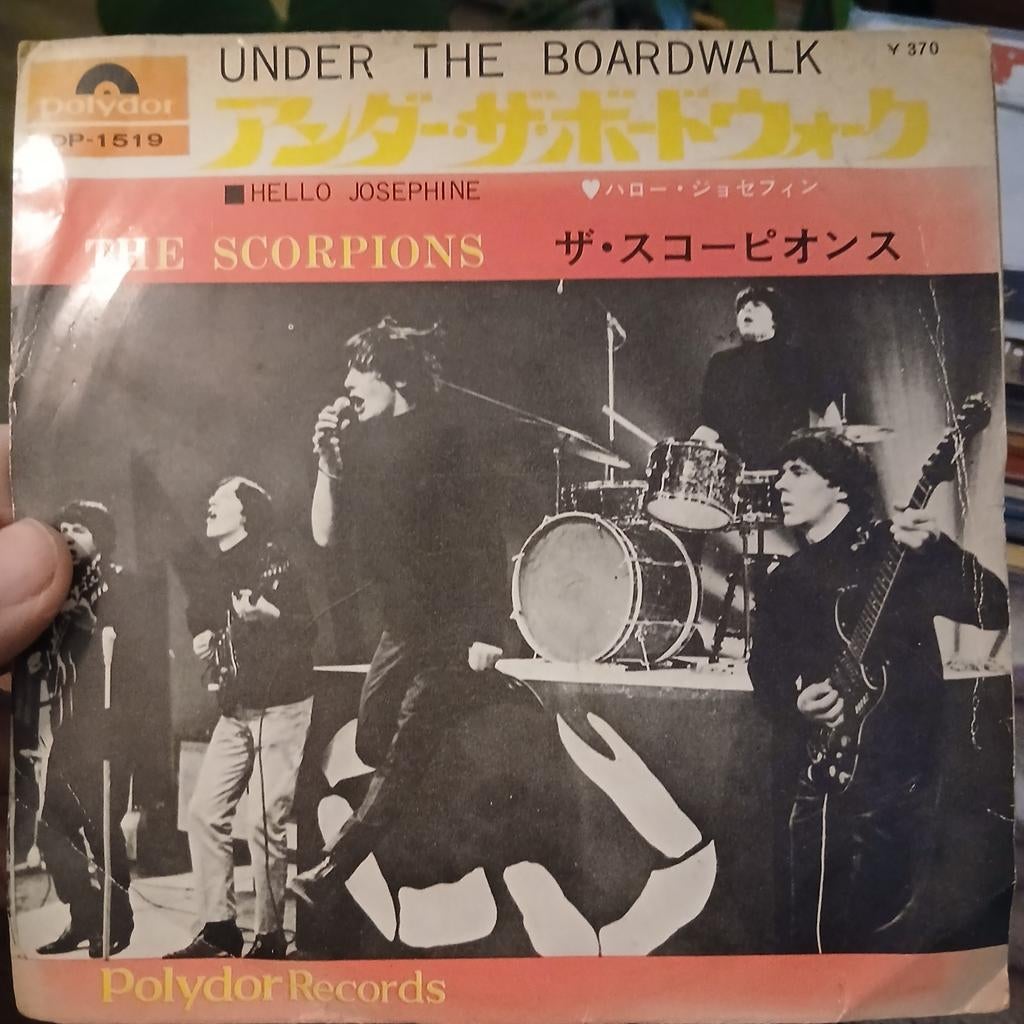 UNDER THE BOARDWALK
¥ 370
polydor
DP-1519
アンダー・ザ・ボードウォーク
■HELLO JOSEPHINE
♥ハロー・ジョセフィン
THE SCORPIONS
ザ・スコーピオンス
Polydor Records